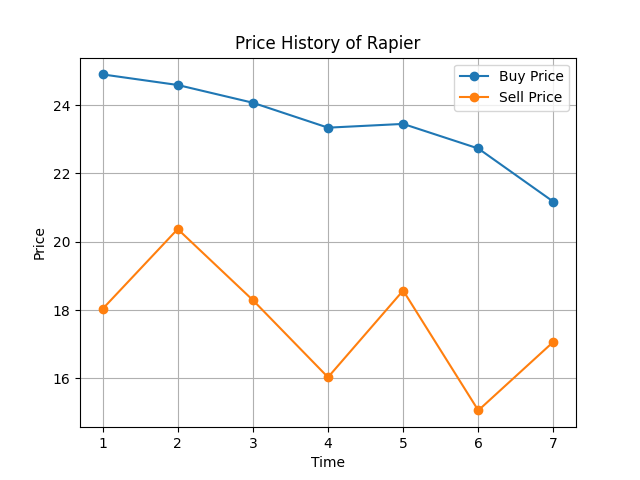 Price History of Rapier
Buy Price
Sell Price
24
22
20
18
16
Price
1 2 3 4 5 6 7
Time